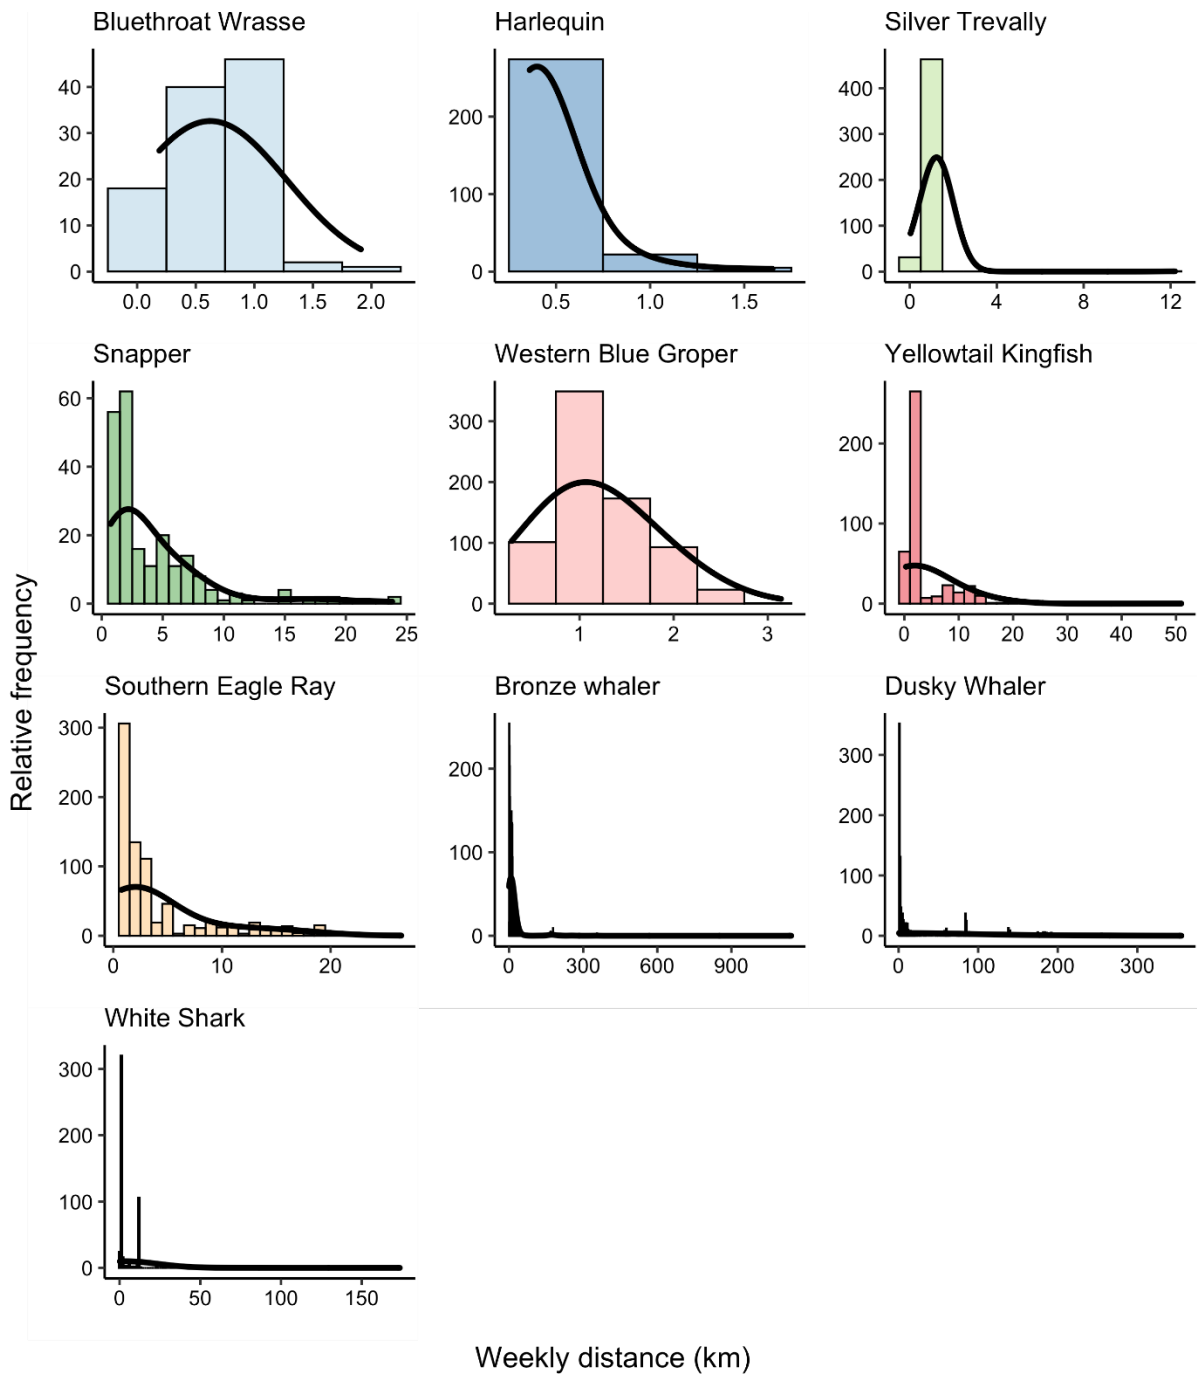 Bluethroat Wrasse
Harlequin
Silver Trevally
40
30
20
10
0
0.0 0.5 1.0 1.5 2.0
200
100
0
0.5 1.0 1.5
400
300
200
100
0
0 4 8 12
Snapper
Western Blue Groper
Yellowtail Kingfish
60
40
20
0
0 5 10 15 20 25
300
200
100
0
1 2 3
200
100
0
0 10 20 30 40 50
Relative frequency
Southern Eagle Ray
Bronze whaler
Dusky Whaler
300
200
100
0
0 10 20
200
100
0
0 300 600 900
300
200
100
0
0 100 200 300
White Shark
300
200
100
0
0 50 100 150
Weekly distance (km)